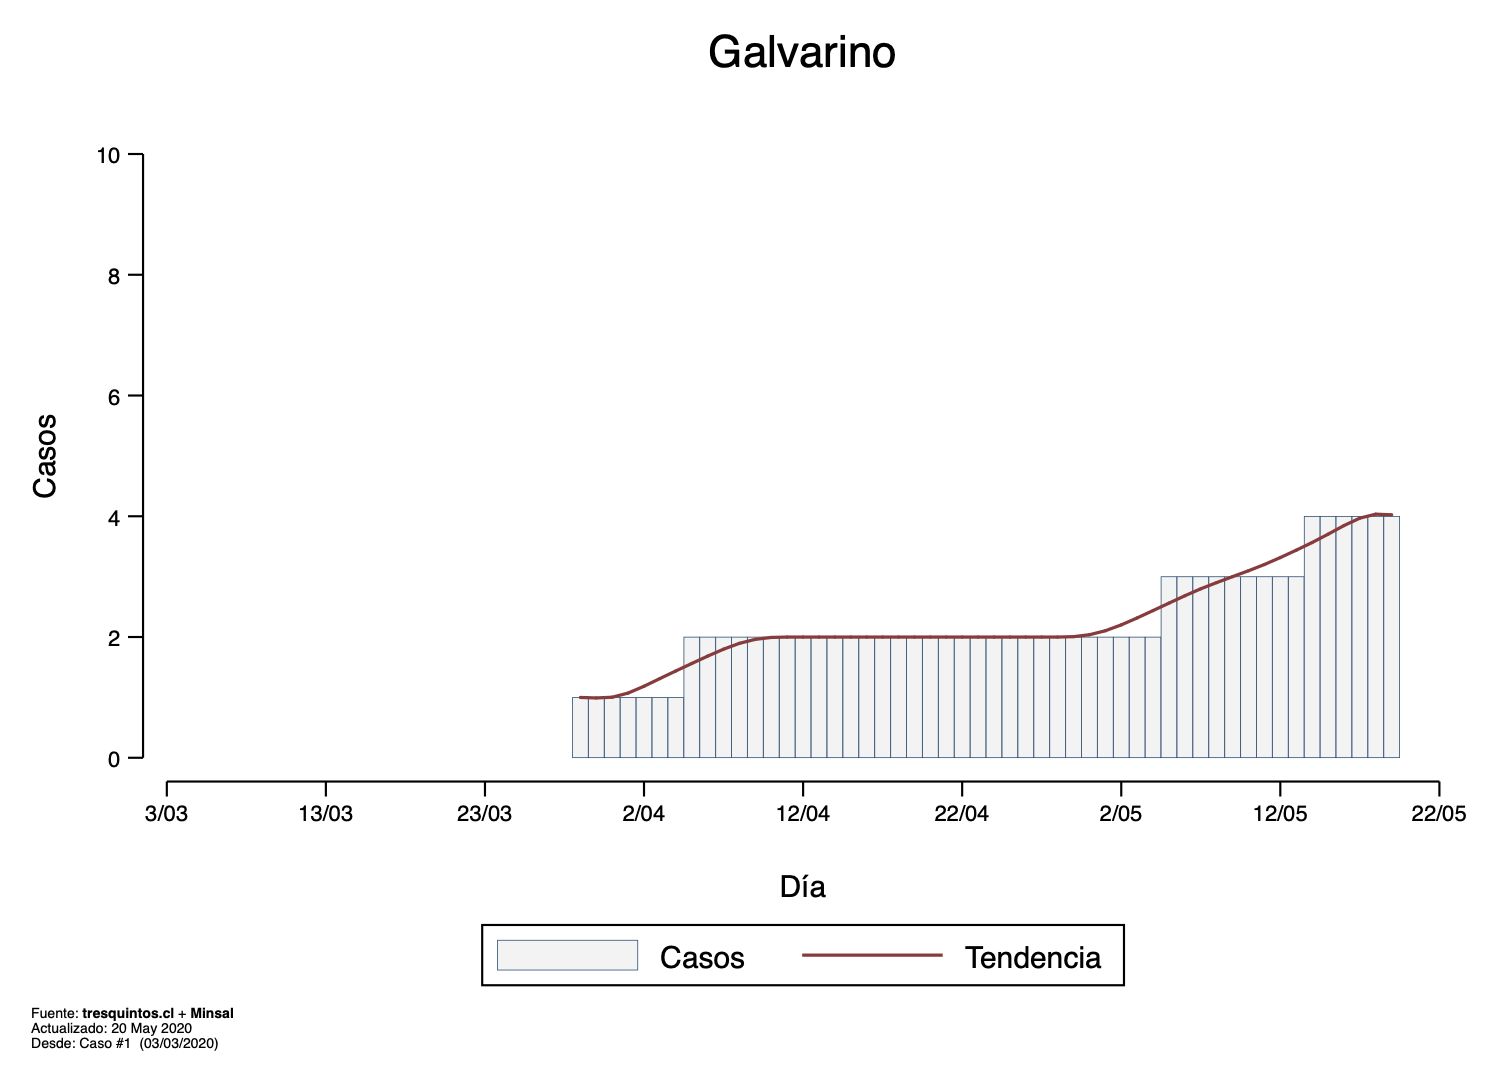 Galvarino
10
8
6
4
2
0
Casos
3/03 13/03 23/03 2/04 12/04 22/04 2/05 12/05 22/05
Día
Casos Tendencia
Fuente: tresquintos.cl + Minsal
Actualizado: 20 May 2020
Desde: Caso #1 (03/03/2020)